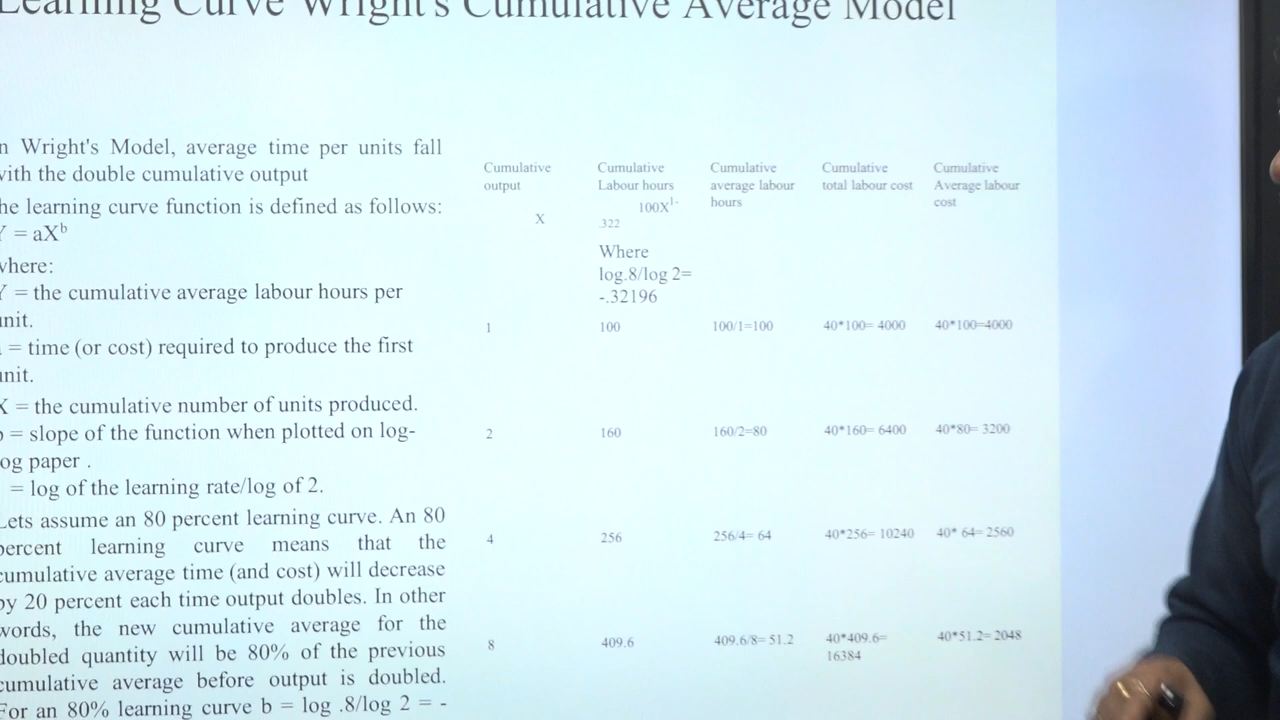 Learning Curve Wright's Cumulative Average Model
n Wright's Model, average time per units fall
with the double cumulative output
he learning curve function is defined as follows:
Y = aXb
where:
Y = the cumulative average labour hours per
unit.
= time (or cost) required to produce the first
unit.
X = the cumulative number of units produced.
b = slope of the function when plotted on log-
log paper .
= log of the learning rate/log of 2.
Lets assume an 80 percent learning curve. An 80
percent learning curve means that the
cumulative average time (and cost) will decrease
by 20 percent each time output doubles. In other
words, the new cumulative average for the
doubled quantity will be 80% of the previous
cumulative average before output is doubled.
For an 80% learning curve b = log .8/log 2 = -
Cumulative output
X
Cumulative Labour hours
100X1-
.322
Where
log.8/log 2=
-.32196
Cumulative average labour hours
Cumulative total labour cost
Cumulative Average labour cost
1 100 100/1=100 40*100= 4000 40*100=4000
2 160 160/2=80 40*160= 6400 40*80= 3200
4 256 256/4= 64 40*256= 10240 40* 64= 2560
8 409.6 409.6/8= 51.2 40*409.6= 16384 40*51.2= 2048